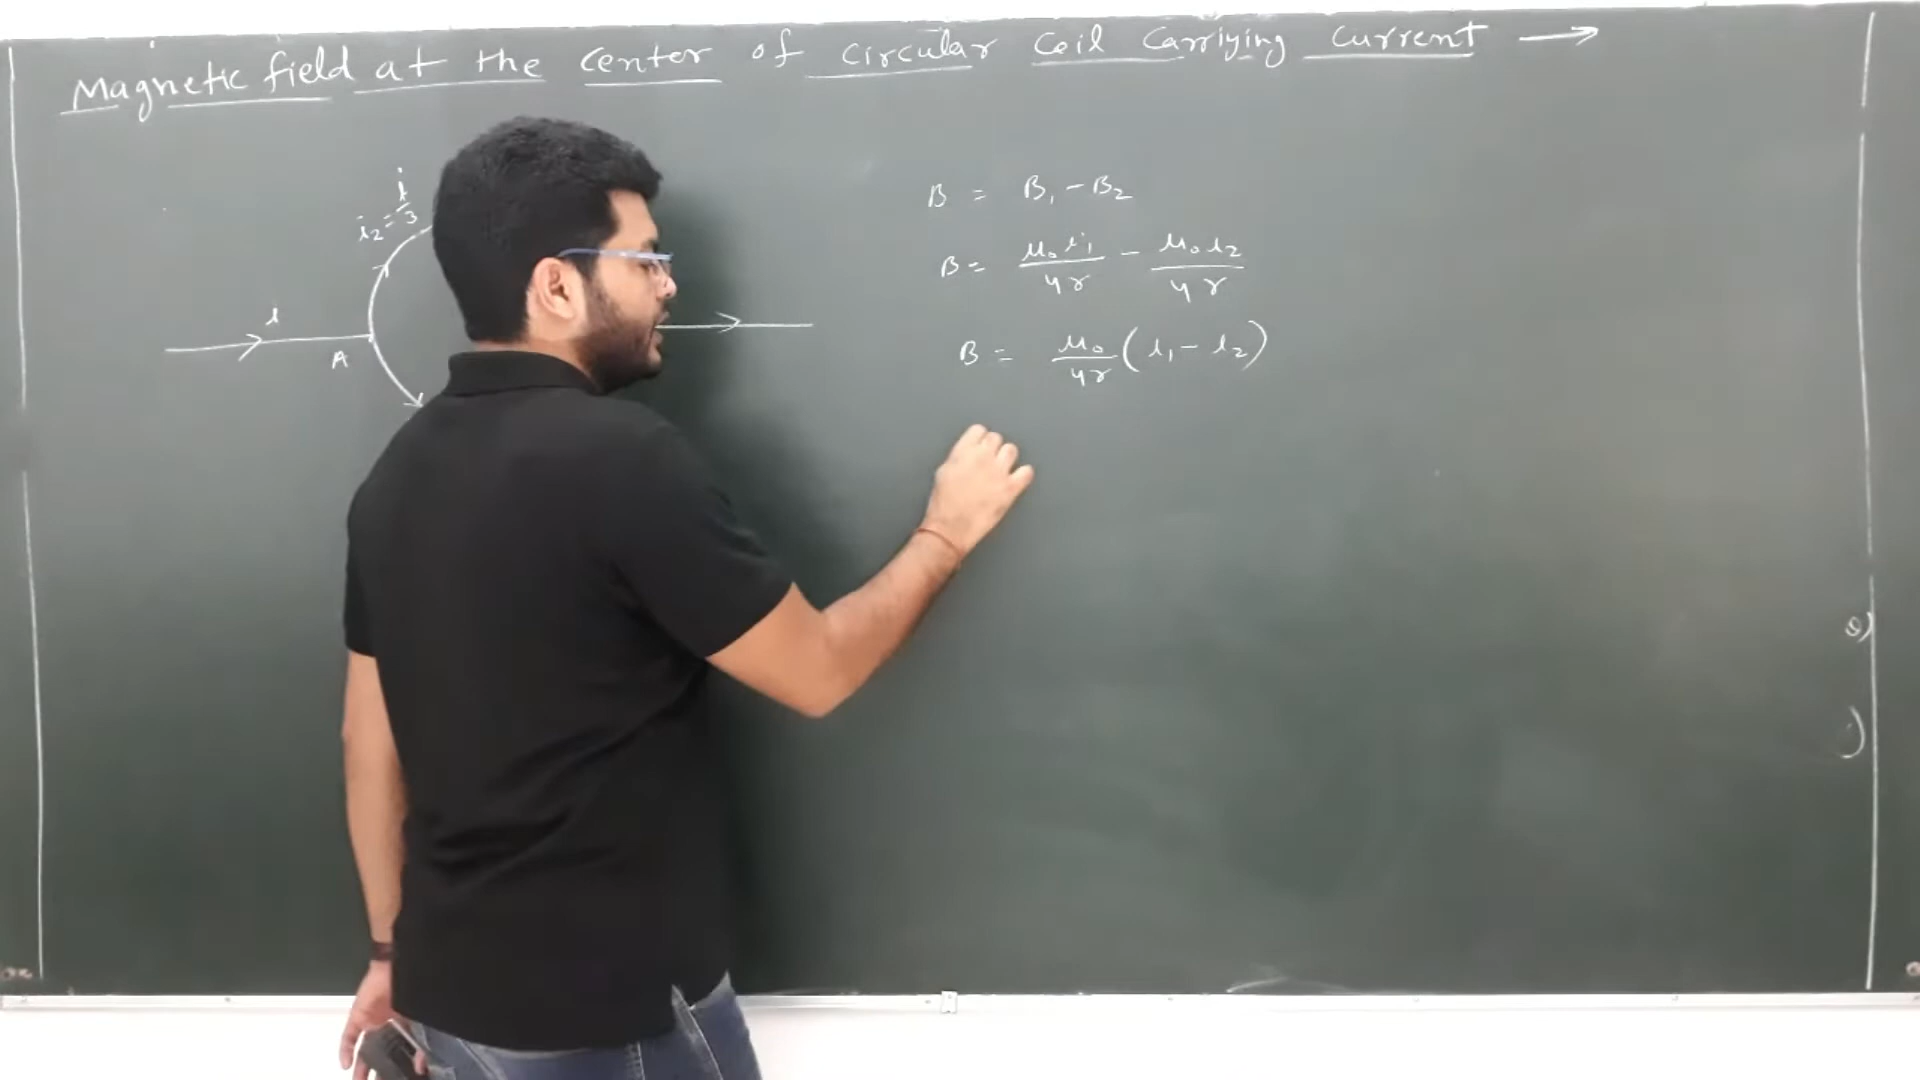 Magnetic field at the center of circular Coil Carriying Current →
i₂ = i/3
i
A
B = B₁ - B₂
B = μ₀i₁/4r - μ₀i₂/4r
B = μ₀/4r (i₁ - i₂)